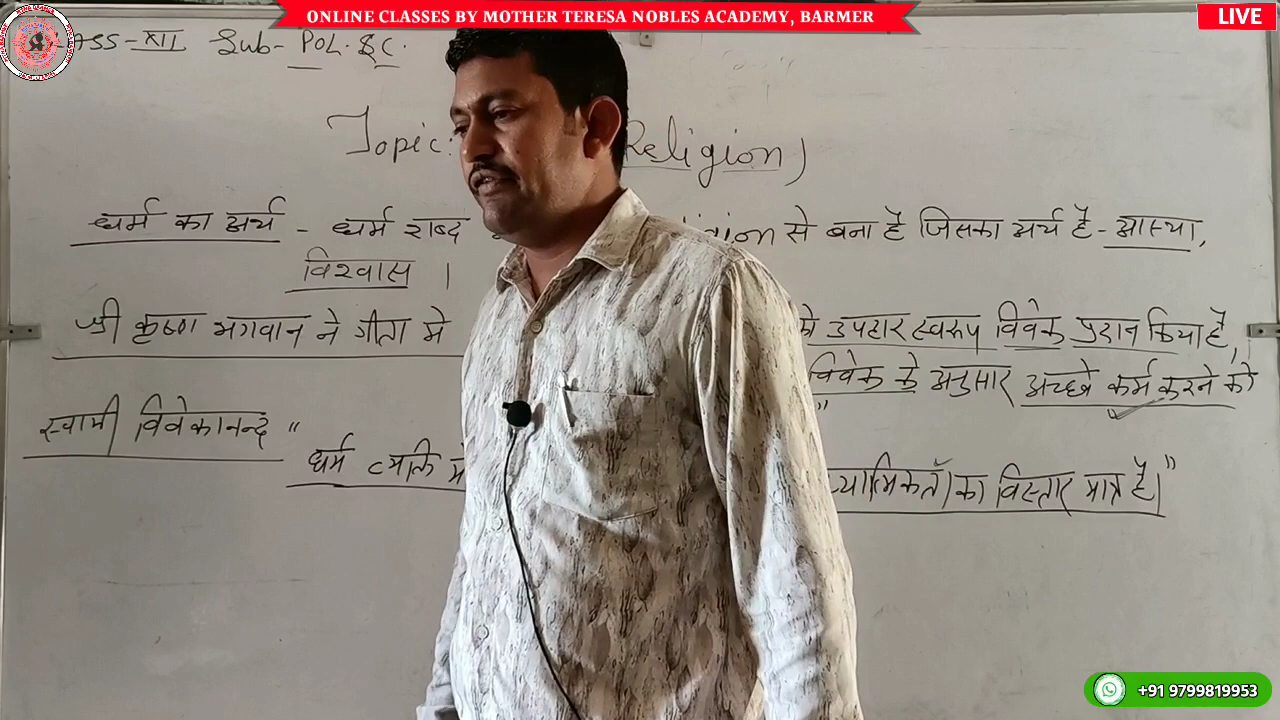 ONLINE CLASSES BY MOTHER TERESA NOBLES ACADEMY, BARMER
LIVE
XII Sub- POL. SC.
Topic: Religion)
धर्म का अर्थ - धर्म शब्द से बना है जिसका अर्थ है- आस्था,
विश्वास ।
श्री कृष्ण भगवान ने गीता मे उपहार स्वरूप विवेक प्रदान किया है,
विवेक के अनुसार अच्छे कर्म करने को
स्वामी विवेकानन्द "
धर्म व्यक्ति का विस्तार मात्र है।"
+91 9799819953